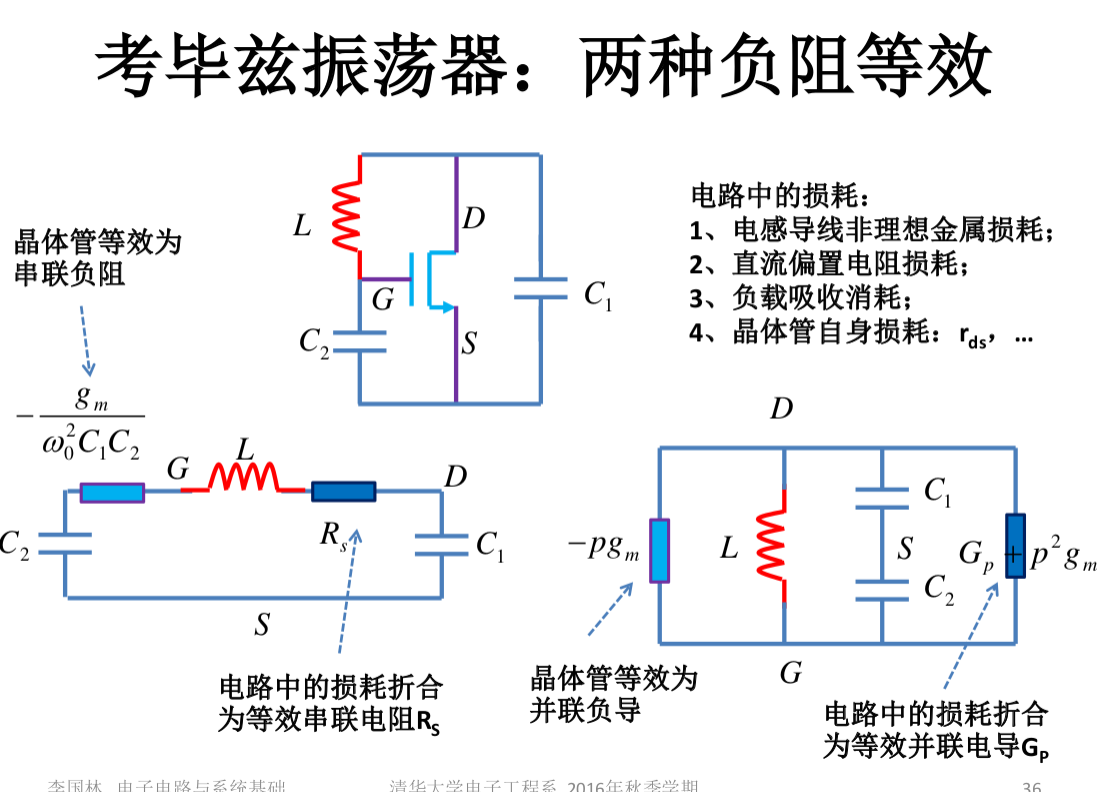 考毕兹振荡器：两种负阻等效
电路中的损耗：
1、电感导线非理想金属损耗；
2、直流偏置电阻损耗；
3、负载吸收消耗；
4、晶体管自身损耗：r_ds，…
L
D
G
S
C_1
C_2
晶体管等效为
串联负阻
-\frac{g_m}{\omega_0^2 C_1 C_2}
G
L
D
C_2
R_s
C_1
S
电路中的损耗折合
为等效串联电阻R_S
D
-pg_m
L
C_1
S
C_2
G_p + p^2 g_m
G
晶体管等效为
并联负导
电路中的损耗折合
为等效并联电导G_P
李国林 电子电路与系统基础
清华大学电子工程系 2016年秋季学期
36